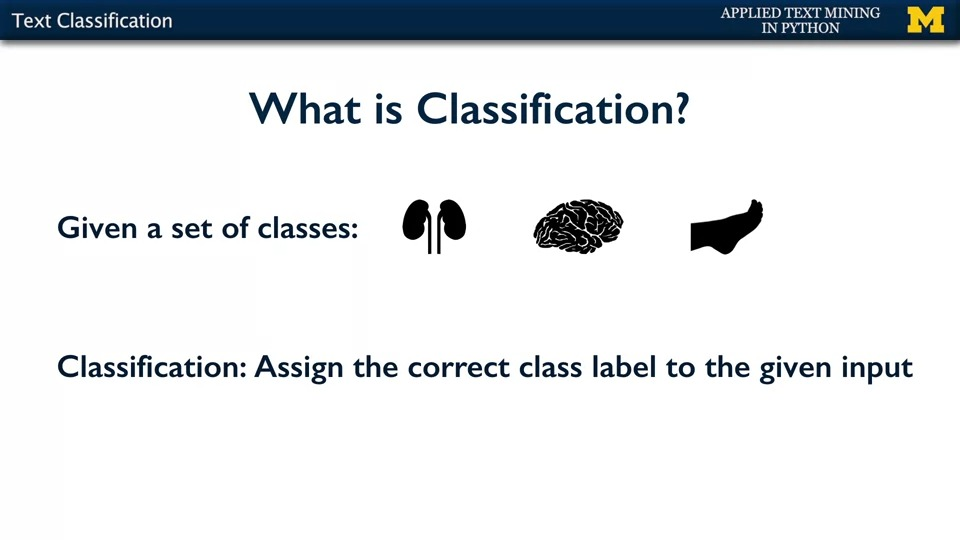 Text Classification
APPLIED TEXT MINING
IN PYTHON
M
What is Classification?
Given a set of classes:
Classification: Assign the correct class label to the given input